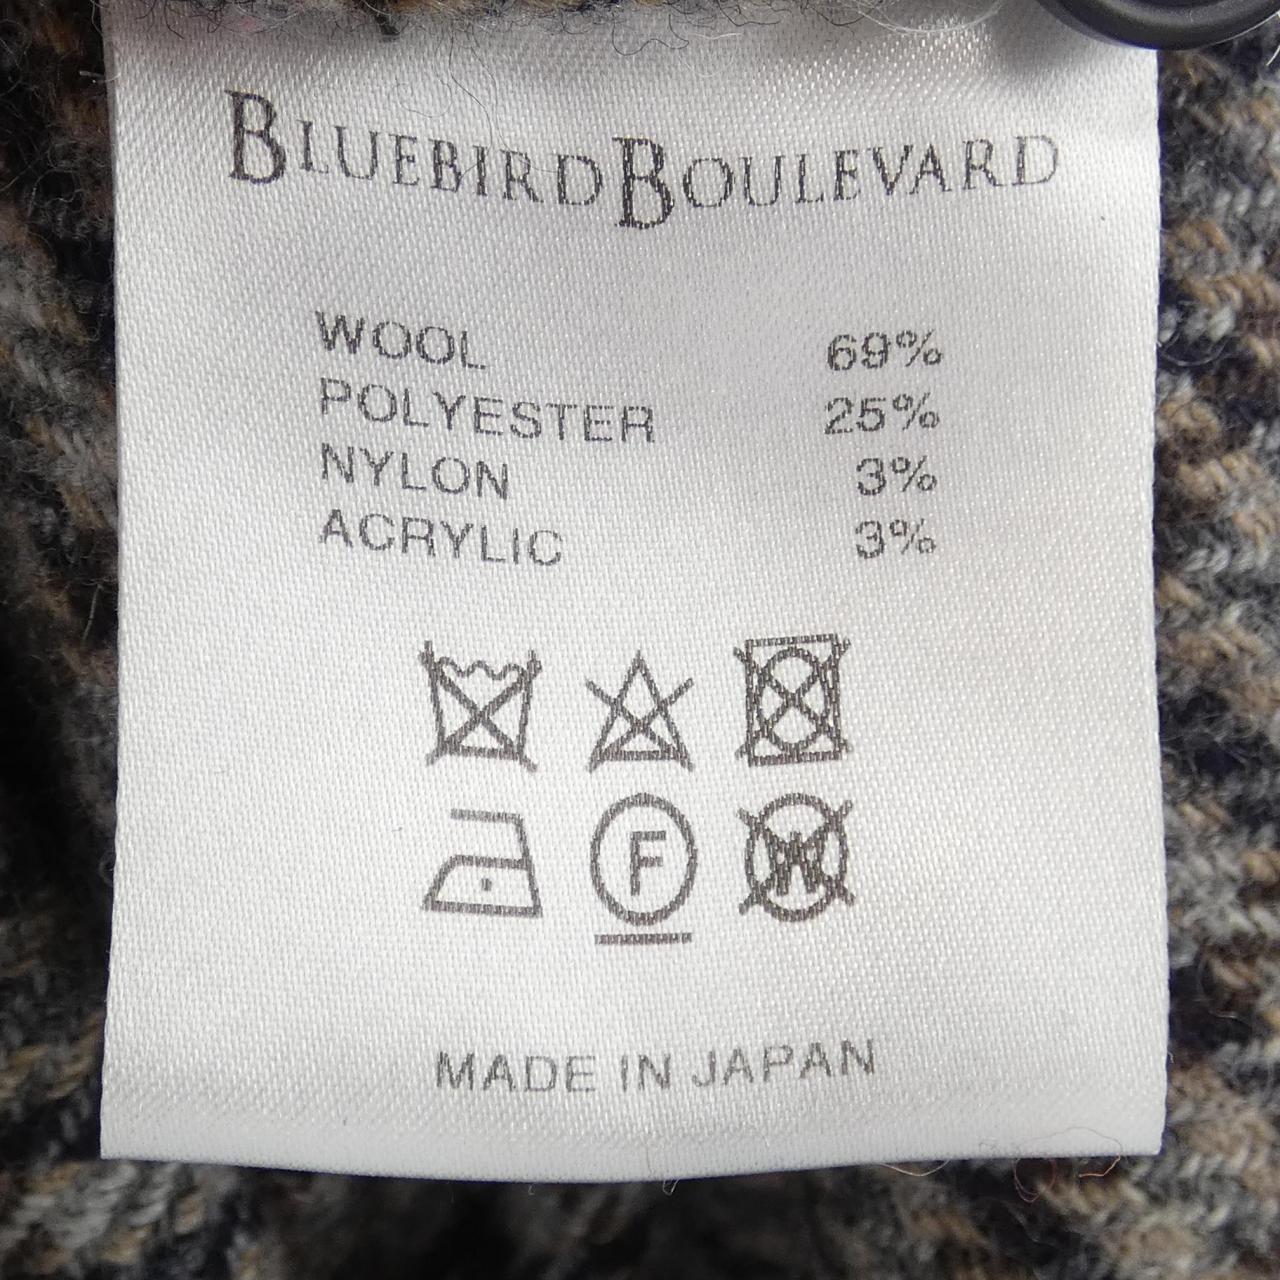 BLUEBIRD BOULEVARD
WOOL 69%
POLYESTER 25%
NYLON 3%
ACRYLIC 3%
F W
MADE IN JAPAN